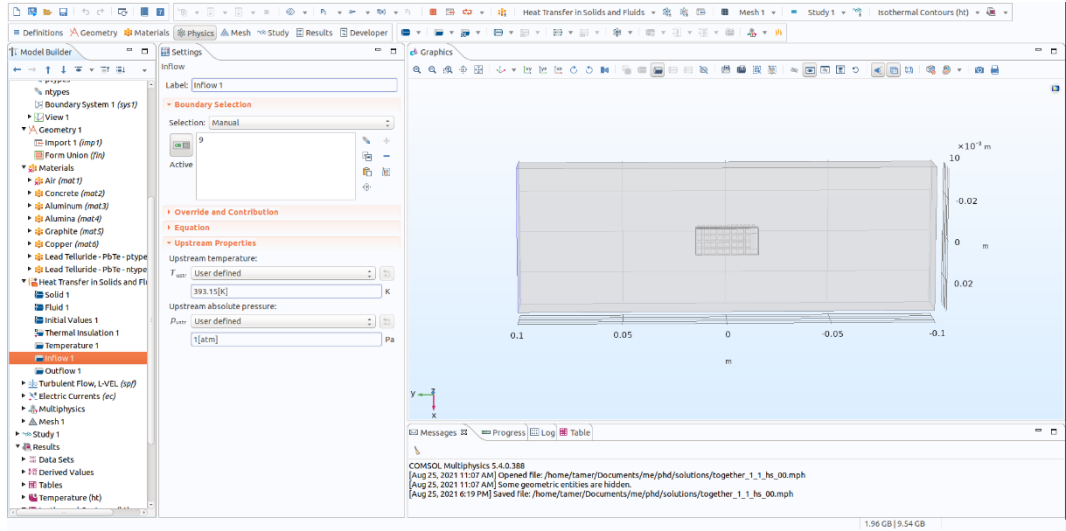 Heat Transfer in Solids and Fluids
Mesh 1
Study 1
Isothermal Contours (ht)
Definitions Geometry Materials Physics Mesh Study Results Developer
Model Builder
ntypes
Boundary System 1 (sys1)
View 1
Geometry 1
Import 1 (imp1)
Form Union (fin)
Materials
Air (mat1)
Concrete (mat2)
Aluminum (mat3)
Alumina (mat4)
Graphite (mat5)
Copper (mat6)
Lead Telluride - PbTe - ptype
Lead Telluride - PbTe - ntype
Heat Transfer in Solids and Flu
Solid 1
Fluid 1
Initial Values 1
Thermal Insulation 1
Temperature 1
Inflow 1
Outflow 1
Turbulent Flow, L-VEL (spf)
Electric Currents (ec)
Multiphysics
Mesh 1
Study 1
Results
Data Sets
Derived Values
Tables
Temperature (ht)
Settings
Inflow
Label: Inflow 1
Boundary Selection
Selection: Manual
9
Active
Override and Contribution
Equation
Upstream Properties
Upstream temperature:
Tustr User defined
393.15[K] K
Upstream absolute pressure:
pustr User defined
1[atm] Pa
Graphics
×10⁻³ m
10
-0.02
0 m
0.02
0.1 0.05 0 -0.05 -0.1
m
y z
x
Messages Progress Log Table
COMSOL Multiphysics 5.4.0.388
[Aug 25, 2021 11:07 AM] Opened file: /home/tamer/Documents/me/phd/solutions/together_1_1_hs_00.mph
[Aug 25, 2021 11:07 AM] Some geometric entities are hidden.
[Aug 25, 2021 6:19 PM] Saved file: /home/tamer/Documents/me/phd/solutions/together_1_1_hs_00.mph
1.96 GB | 9.54 GB